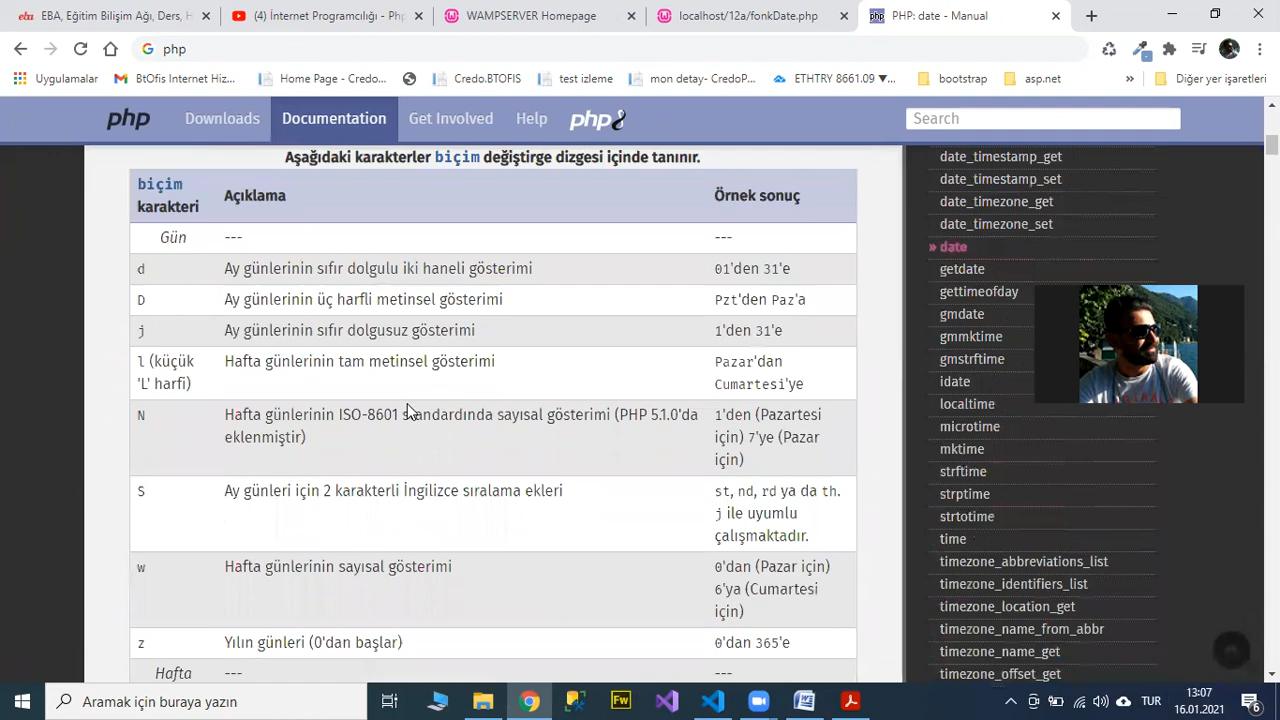 EBA, Eğitim Bilişim Ağı, Ders, H
(4) İnternet Programcılığı - Php
WAMPSERVER Homepage
localhost/12a/fonkDate.php
PHP: date - Manual
php
Uygulamalar
BtOfis Internet Hiz...
Home Page - Credo...
Credo.BTOFIS
test izleme
mon detay- CredoP...
ETHTRY 8661.09 ▼...
bootstrap
asp.net
»
Diğer yer işaretleri
php
Downloads
Documentation
Get Involved
Help
php8
Search
Aşağıdaki karakterler biçim değiştirge dizgesi içinde tanınır.
biçim karakteri
Açıklama
Örnek sonuç
Gün
---
---
d
Ay günlerinin sıfır dolgulu iki haneli gösterimi
01'den 31'e
D
Ay günlerinin üç harfli metinsel gösterimi
Pzt'den Paz'a
j
Ay günlerinin sıfır dolgusuz gösterimi
1'den 31'e
l (küçük
'L' harfi)
Hafta günlerinin tam metinsel gösterimi
Pazar'dan
Cumartesi'ye
N
Hafta günlerinin ISO-8601 standardında sayısal gösterimi (PHP 5.1.0'da
eklenmiştir)
1'den (Pazartesi
için) 7'ye (Pazar
için)
S
Ay günleri için 2 karakterli İngilizce sıralama ekleri
st, nd, rd ya da th.
j ile uyumlu
çalışmaktadır.
w
Hafta günlerinin sayısal gösterimi
0'dan (Pazar için)
6'ya (Cumartesi
için)
z
Yılın günleri (0'dan başlar)
0'dan 365'e
Hafta
---
---
date_timestamp_get
date_timestamp_set
date_timezone_get
date_timezone_set
» date
getdate
gettimeofday
gmdate
gmmktime
gmstrftime
idate
localtime
microtime
mktime
strftime
strptime
strtotime
time
timezone_abbreviations_list
timezone_identifiers_list
timezone_location_get
timezone_name_from_abbr
timezone_name_get
timezone_offset_get
Aramak için buraya yazın
Fw
TUR
13:07
16.01.2021
6